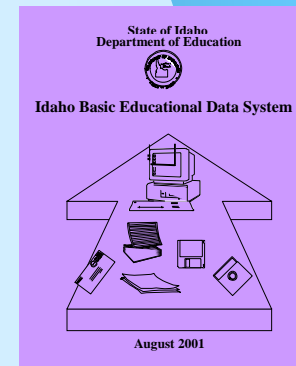 State of Idaho
Department of Education
Idaho Basic Educational Data System
August 2001